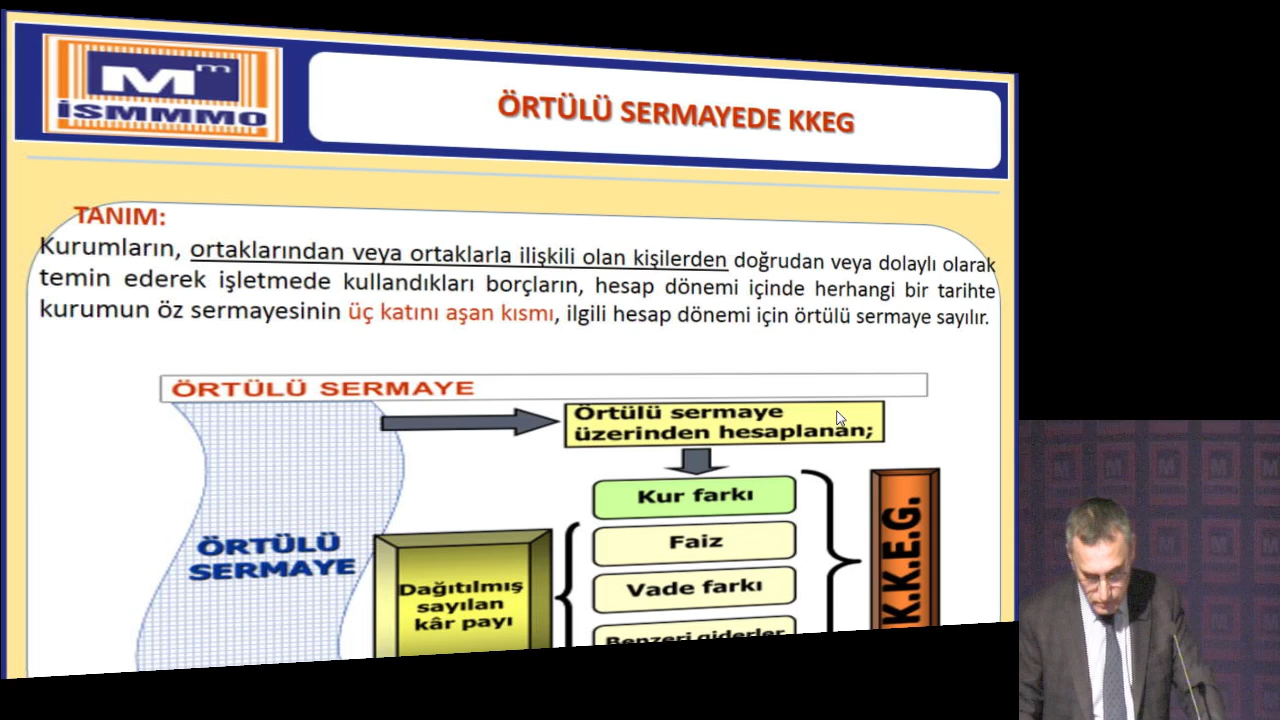 Mm
İSMMMO
ÖRTÜLÜ SERMAYEDE KKEG
TANIM:
Kurumların, ortaklarından veya ortaklarla ilişkili olan kişilerden doğrudan veya dolaylı olarak
temin ederek işletmede kullandıkları borçların, hesap dönemi içinde herhangi bir tarihte
kurumun öz sermayesinin üç katını aşan kısmı, ilgili hesap dönemi için örtülü sermaye sayılır.
ÖRTÜLÜ SERMAYE
Örtülü sermaye
üzerinden hesaplanan;
Kur farkı
Faiz
Vade farkı
Benzeri giderler
K.K.E.G.
ÖRTÜLÜ
SERMAYE
Dağıtılmış
sayılan
kâr payı